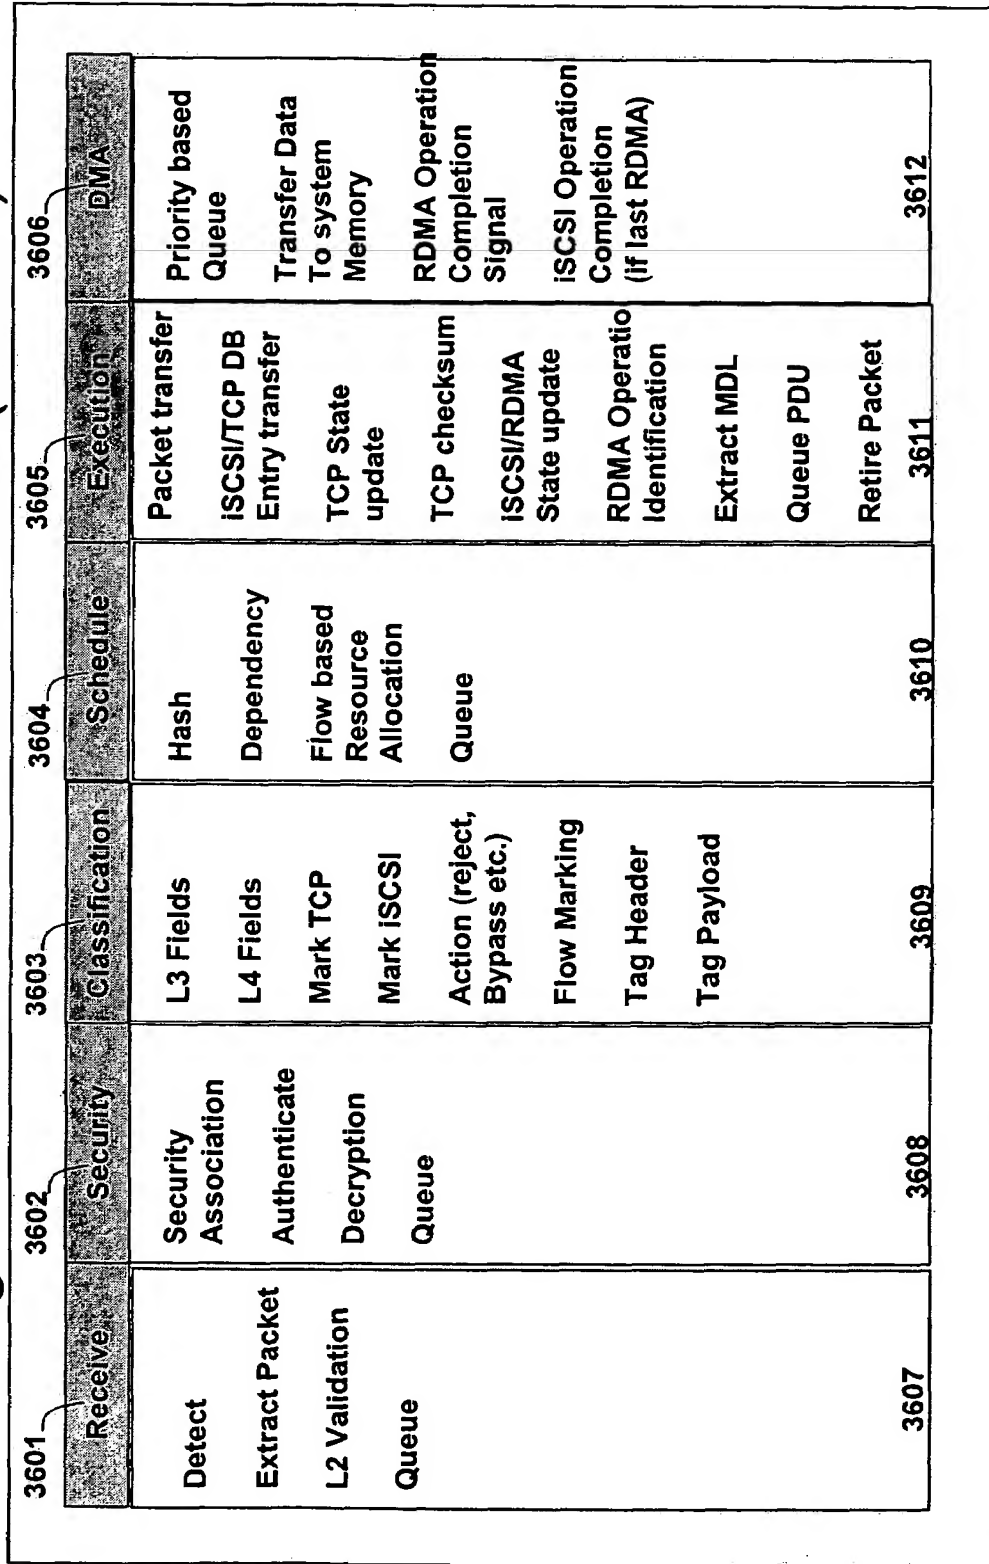 3601
Receive
Detect
Extract Packet
L2 Validation
Queue
3607
3602
Security
Security
Association
Authenticate
Decryption
Queue
3608
3603
Classification
L3 Fields
L4 Fields
Mark TCP
Mark iSCSI
Action (reject,
Bypass etc.)
Flow Marking
Tag Header
Tag Payload
3609
3604
Schedule
Hash
Dependency
Flow based
Resource
Allocation
Queue
3610
3605
Execution
Packet transfer
iSCSI/TCP DB
Entry transfer
TCP State
update
TCP checksum
iSCSI/RDMA
State update
RDMA Operatio
Identification
Extract MDL
Queue PDU
Retire Packet
3611
3606
DMA
Priority based
Queue
Transfer Data
To system
Memory
RDMA Operation
Completion
Signal
iSCSI Operation
Completion
(if last RDMA)
3612